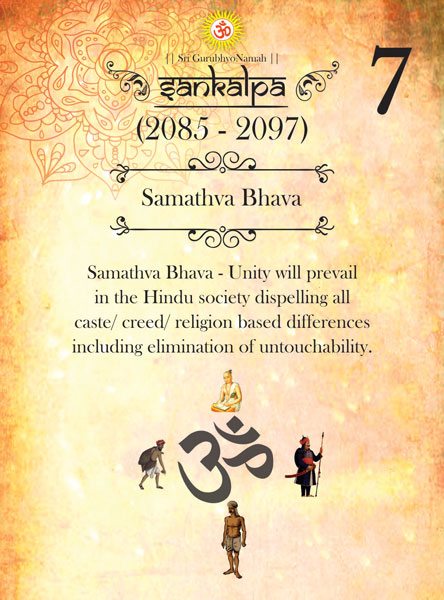 ॐ
|| Sri GurubhyoNamah ||
7
Sankalpa
(2085 - 2097)
Samathva Bhava
Samathva Bhava - Unity will prevail
in the Hindu society dispelling all
caste/ creed/ religion based differences
including elimination of untouchability.
ॐ